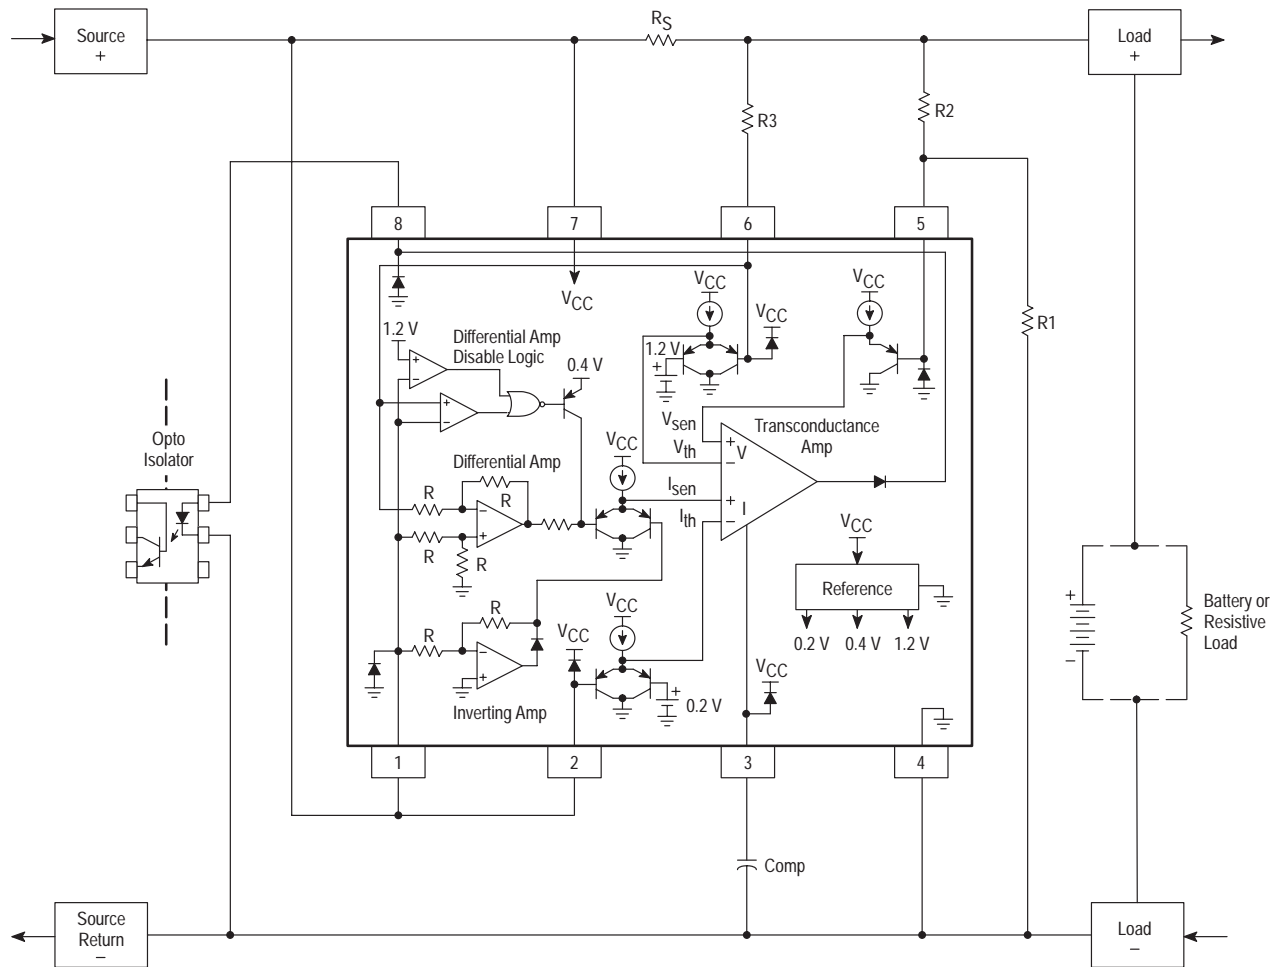 Source
+
R_S
Load
+
R3
R2
8
7
6
5
V_CC
V_CC
V_CC
V_CC
1.2 V
Differential Amp
Disable Logic
0.4 V
1.2 V
+
R1
+
−
+
−
V_sen
V_th
Transconductance
Amp
+
V
−
Opto
Isolator
Differential Amp
V_CC
I_sen
I_th
+
I
−
R
R
−
+
R
R
V_CC
Reference
0.2 V
0.4 V
1.2 V
+
−
Battery or
Resistive
Load
R
R
−
+
Inverting Amp
V_CC
V_CC
+
0.2 V
V_CC
1
2
3
4
Comp
Source
Return
−
Load
−